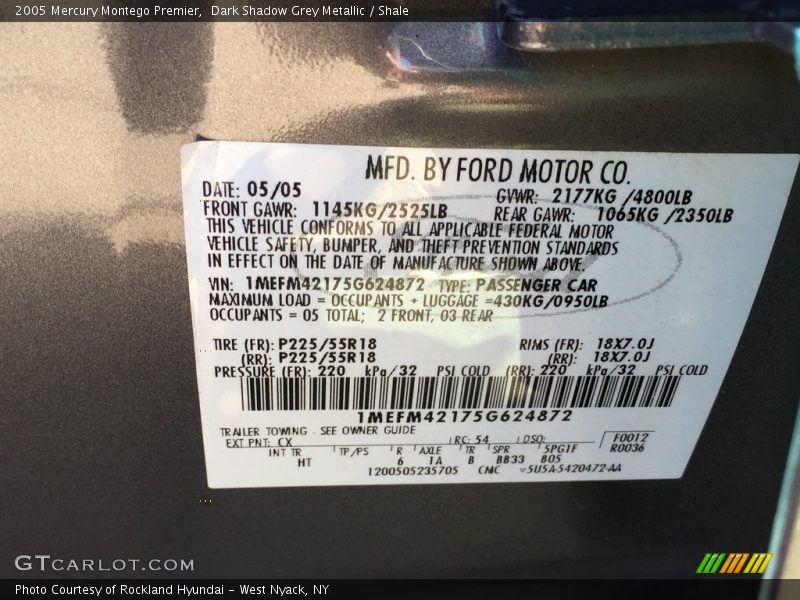 2005 Mercury Montego Premier, Dark Shadow Grey Metallic / Shale
MFD. BY FORD MOTOR CO.
DATE: 05/05 GVWR: 2177KG /4800LB
FRONT GAWR: 1145KG/2525LB REAR GAWR: 1065KG /2350LB
THIS VEHICLE CONFORMS TO ALL APPLICABLE FEDERAL MOTOR
VEHICLE SAFETY, BUMPER, AND THEFT PREVENTION STANDARDS
IN EFFECT ON THE DATE OF MANUFACTURE SHOWN ABOVE.
VIN: 1MEFM42175G624872 TYPE: PASSENGER CAR
MAXIMUM LOAD = OCCUPANTS + LUGGAGE =430KG/0950LB
OCCUPANTS = 05 TOTAL; 2 FRONT, 03 REAR
TIRE (FR): P225/55R18 RIMS (FR): 18X7.0J
(RR): P225/55R18 (RR): 18X7.0J
PRESSURE (FR): 220 kPa/32 PSI COLD (RR): 220 kPa/32 PSI COLD
1MEFM42175G624872
TRAILER TOWING - SEE OWNER GUIDE
EXT PNT: CX RC: 54 DSO: F0012
INT TR TP/PS R AXLE TR SPR 5PG1F R0036
HT 6 1A B BB33 805
1200505235705 CMC 5U5A-5420472-AA
GTCARLOT.COM
Photo Courtesy of Rockland Hyundai - West Nyack, NY